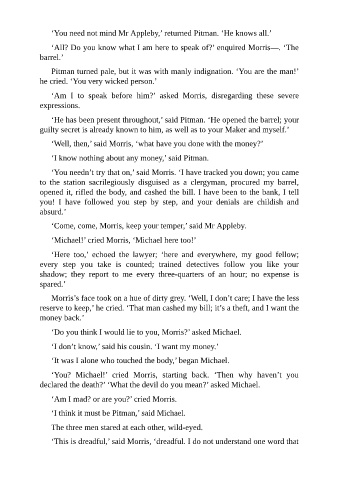 ‘You need not mind Mr Appleby,’ returned Pitman. ‘He knows all.’
‘All? Do you know what I am here to speak of?’ enquired Morris—. ‘The
barrel.’
Pitman turned pale, but it was with manly indignation. ‘You are the man!’
he cried. ‘You very wicked person.’
‘Am I to speak before him?’ asked Morris, disregarding these severe
expressions.
‘He has been present throughout,’ said Pitman. ‘He opened the barrel; your
guilty secret is already known to him, as well as to your Maker and myself.’
‘Well, then,’ said Morris, ‘what have you done with the money?’
‘I know nothing about any money,’ said Pitman.
‘You needn’t try that on,’ said Morris. ‘I have tracked you down; you came
to the station sacrilegiously disguised as a clergyman, procured my barrel,
opened it, rifled the body, and cashed the bill. I have been to the bank, I tell
you! I have followed you step by step, and your denials are childish and
absurd.’
‘Come, come, Morris, keep your temper,’ said Mr Appleby.
‘Michael!’ cried Morris, ‘Michael here too!’
‘Here too,’ echoed the lawyer; ‘here and everywhere, my good fellow;
every step you take is counted; trained detectives follow you like your
shadow; they report to me every three-quarters of an hour; no expense is
spared.’
Morris’s face took on a hue of dirty grey. ‘Well, I don’t care; I have the less
reserve to keep,’ he cried. ‘That man cashed my bill; it’s a theft, and I want the
money back.’
‘Do you think I would lie to you, Morris?’ asked Michael.
‘I don’t know,’ said his cousin. ‘I want my money.’
‘It was I alone who touched the body,’ began Michael.
‘You? Michael!’ cried Morris, starting back. ‘Then why haven’t you
declared the death?’ ‘What the devil do you mean?’ asked Michael.
‘Am I mad? or are you?’ cried Morris.
‘I think it must be Pitman,’ said Michael.
The three men stared at each other, wild-eyed.
‘This is dreadful,’ said Morris, ‘dreadful. I do not understand one word that